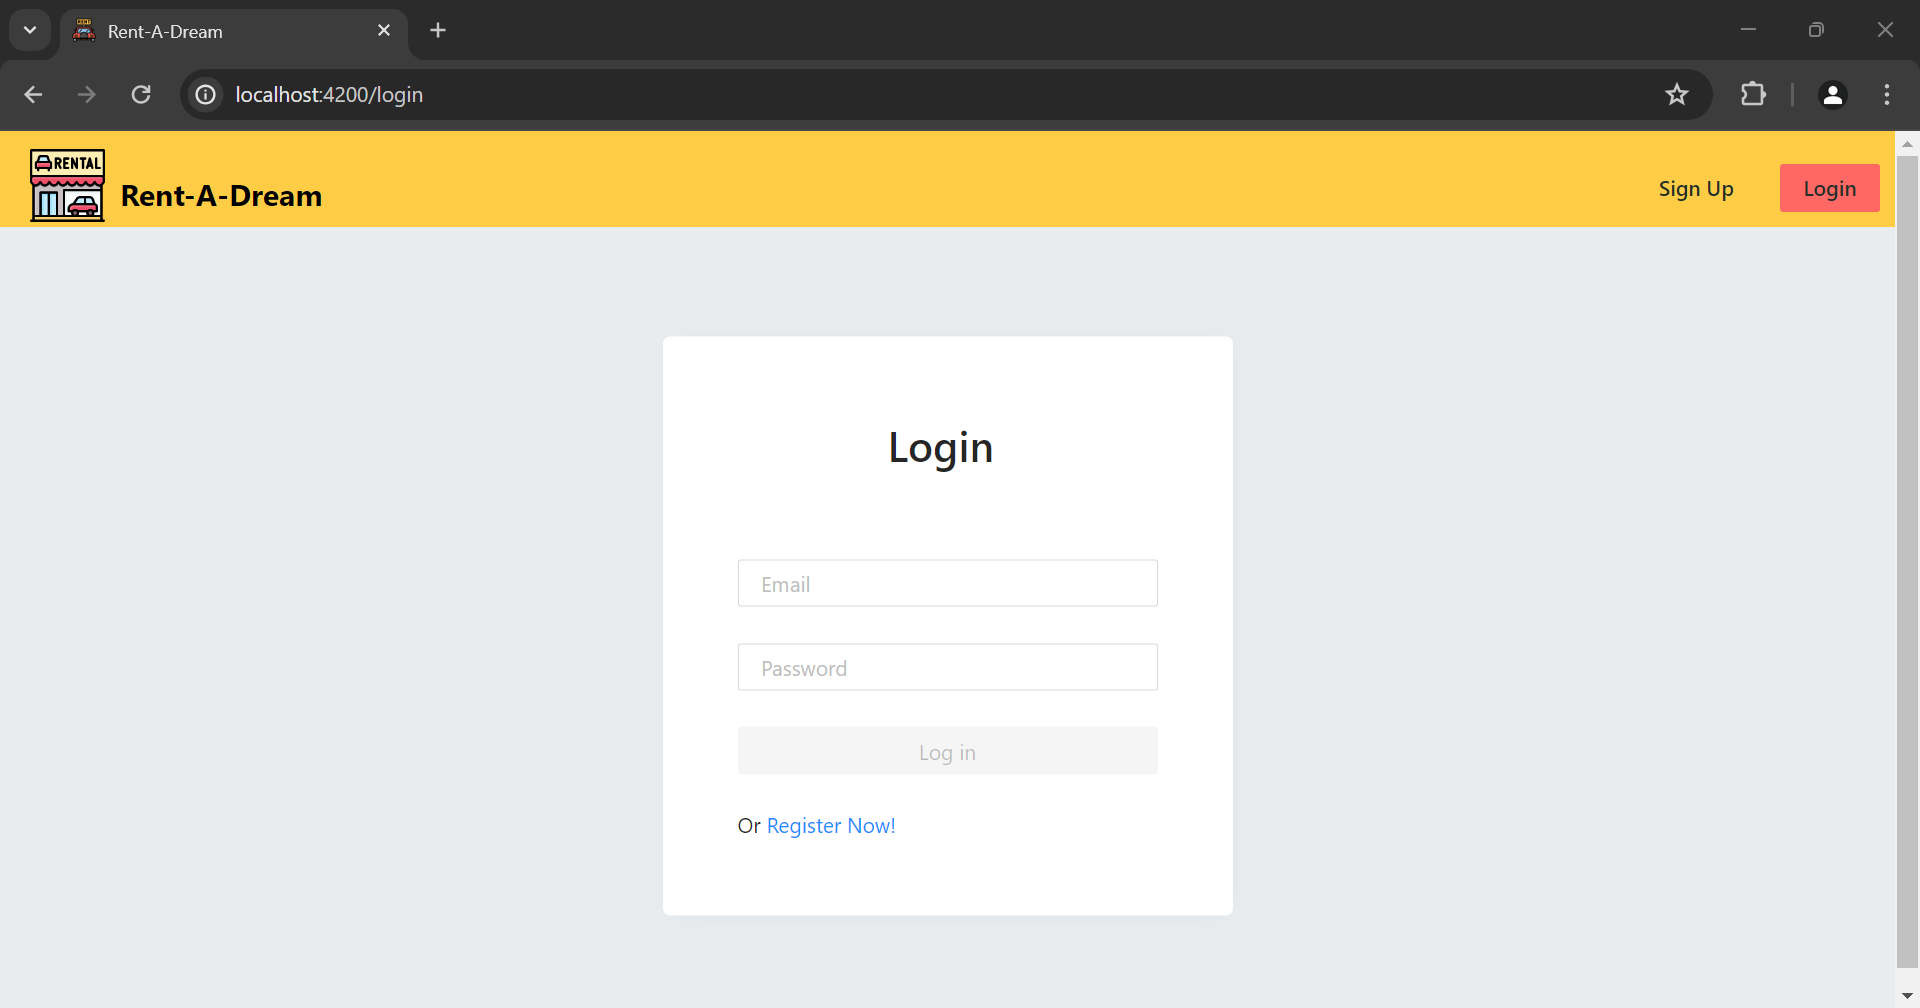 Rent-A-Dream
localhost:4200/login
RENTAL
Rent-A-Dream
Sign Up
Login
Login
Email
Password
Log in
Or Register Now!